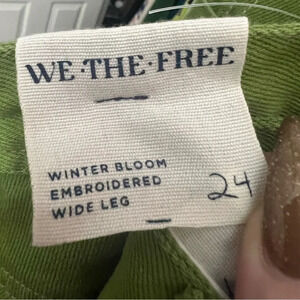 WE·THE·FREE
WINTER BLOOM
EMBROIDERED
WIDE LEG
24